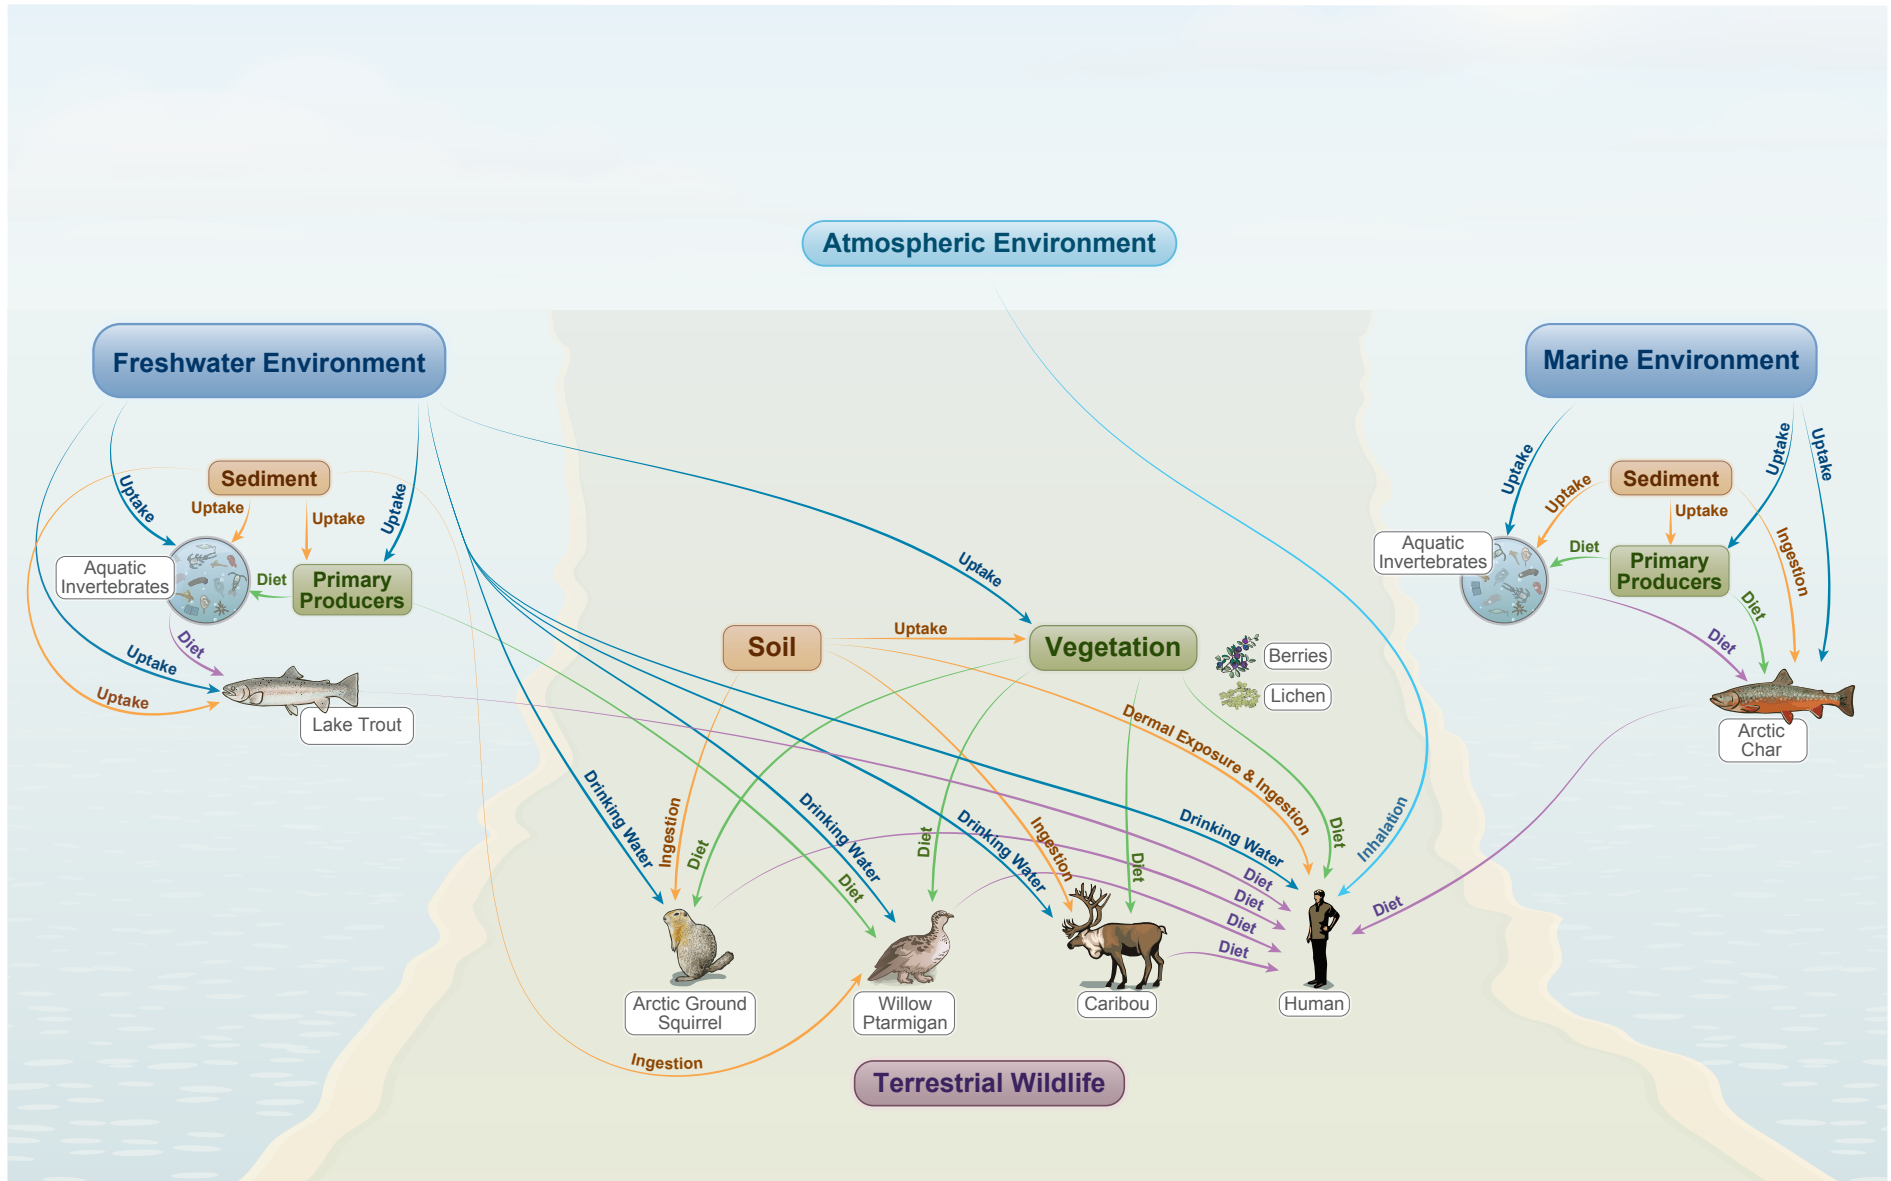 Atmospheric Environment
Freshwater Environment
Marine Environment
Sediment
Uptake
Uptake
Uptake
Uptake
Aquatic
Invertebrates
Diet
Primary
Producers
Diet
Uptake
Uptake
Lake Trout
Uptake
Soil
Uptake
Vegetation
Berries
Lichen
Sediment
Uptake
Uptake
Uptake
Uptake
Uptake
Ingestion
Aquatic
Invertebrates
Diet
Primary
Producers
Diet
Diet
Arctic
Char
Dermal Exposure & Ingestion
Drinking Water
Ingestion
Diet
Drinking Water
Diet
Diet
Drinking Water
Ingestion
Diet
Drinking Water
Diet
Inhalation
Diet
Diet
Diet
Diet
Diet
Arctic Ground
Squirrel
Willow
Ptarmigan
Caribou
Human
Ingestion
Terrestrial Wildlife